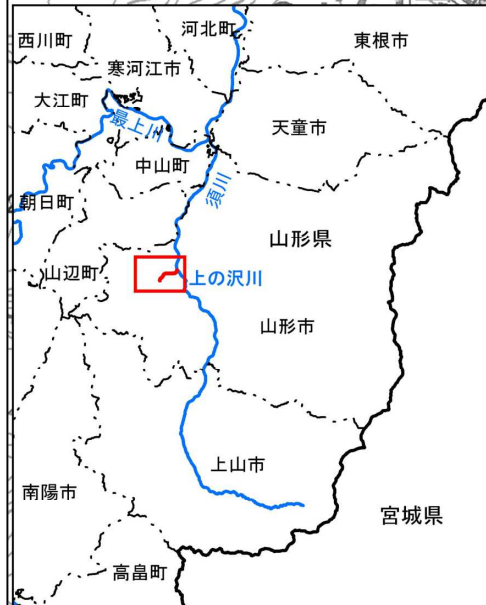 河北町
西川町
東根市
寒河江市
大江町
最上川
天童市
中山町
須川
朝日町
山形県
山辺町
上の沢川
山形市
上山市
南陽市
宮城県
高畠町